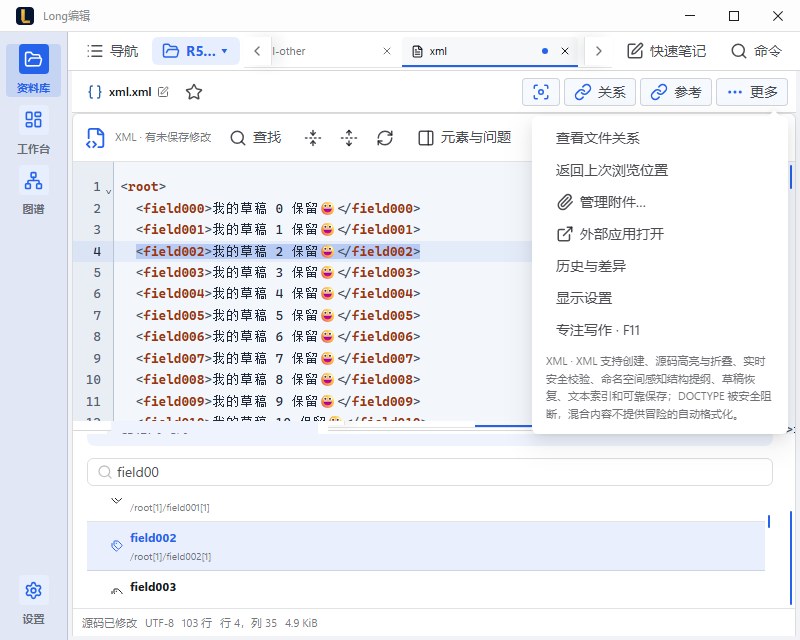 Long编辑
资料库
工作台
图谱
设置
导航
R5...
l-other
xml
快速笔记
命令
xml.xml
关系
参考
更多
XML · 有未保存修改
查找
元素与问题
1 <root>
2 <field000>我的草稿 0 保留😀</field000>
3 <field001>我的草稿 1 保留😀</field001>
4 <field002>我的草稿 2 保留😀</field002>
5 <field003>我的草稿 3 保留😀</field003>
6 <field004>我的草稿 4 保留😀</field004>
7 <field005>我的草稿 5 保留😀</field005>
8 <field006>我的草稿 6 保留😀</field006>
9 <field007>我的草稿 7 保留😀</field007>
10 <field008>我的草稿 8 保留😀</field008>
11 <field009>我的草稿 9 保留😀</field009>
12 <field010>我的草稿 10 保留😀</field010>
查看文件关系
返回上次浏览位置
管理附件...
外部应用打开
历史与差异
显示设置
专注写作 · F11
XML · XML 支持创建、源码高亮与折叠、实时
安全校验、命名空间感知结构提纲、草稿恢
复、文本索引和可靠保存；DOCTYPE 被安全阻
断，混合内容不提供冒险的自动格式化。
field00
/root[1]/field001[1]
field002
/root[1]/field002[1]
field003
源码已修改 UTF-8 103 行 行 4，列 35 4.9 KiB